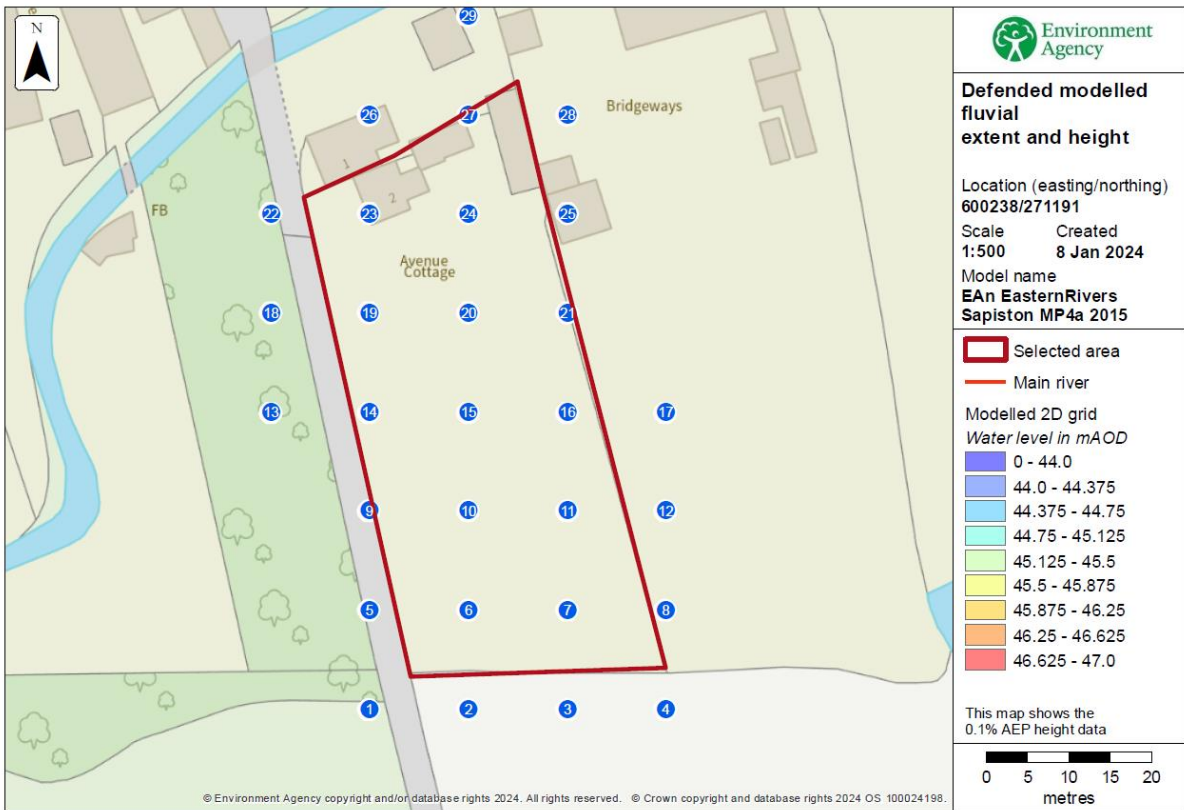 N
29
26
27
28
Bridgeways
1
2
FB
22
23
24
25
Avenue
Cottage
18
19
20
21
13
14
15
16
17
9
10
11
12
5
6
7
8
1
2
3
4
© Environment Agency copyright and/or database rights 2024. All rights reserved. © Crown copyright and database rights 2024 OS 100024198.
Environment
Agency
Defended modelled
fluvial
extent and height
Location (easting/northing)
600238/271191
Scale Created
1:500 8 Jan 2024
Model name
EAn EasternRivers
Sapiston MP4a 2015
Selected area
Main river
Modelled 2D grid
Water level in mAOD
0 - 44.0
44.0 - 44.375
44.375 - 44.75
44.75 - 45.125
45.125 - 45.5
45.5 - 45.875
45.875 - 46.25
46.25 - 46.625
46.625 - 47.0
This map shows the
0.1% AEP height data
0 5 10 15 20
metres